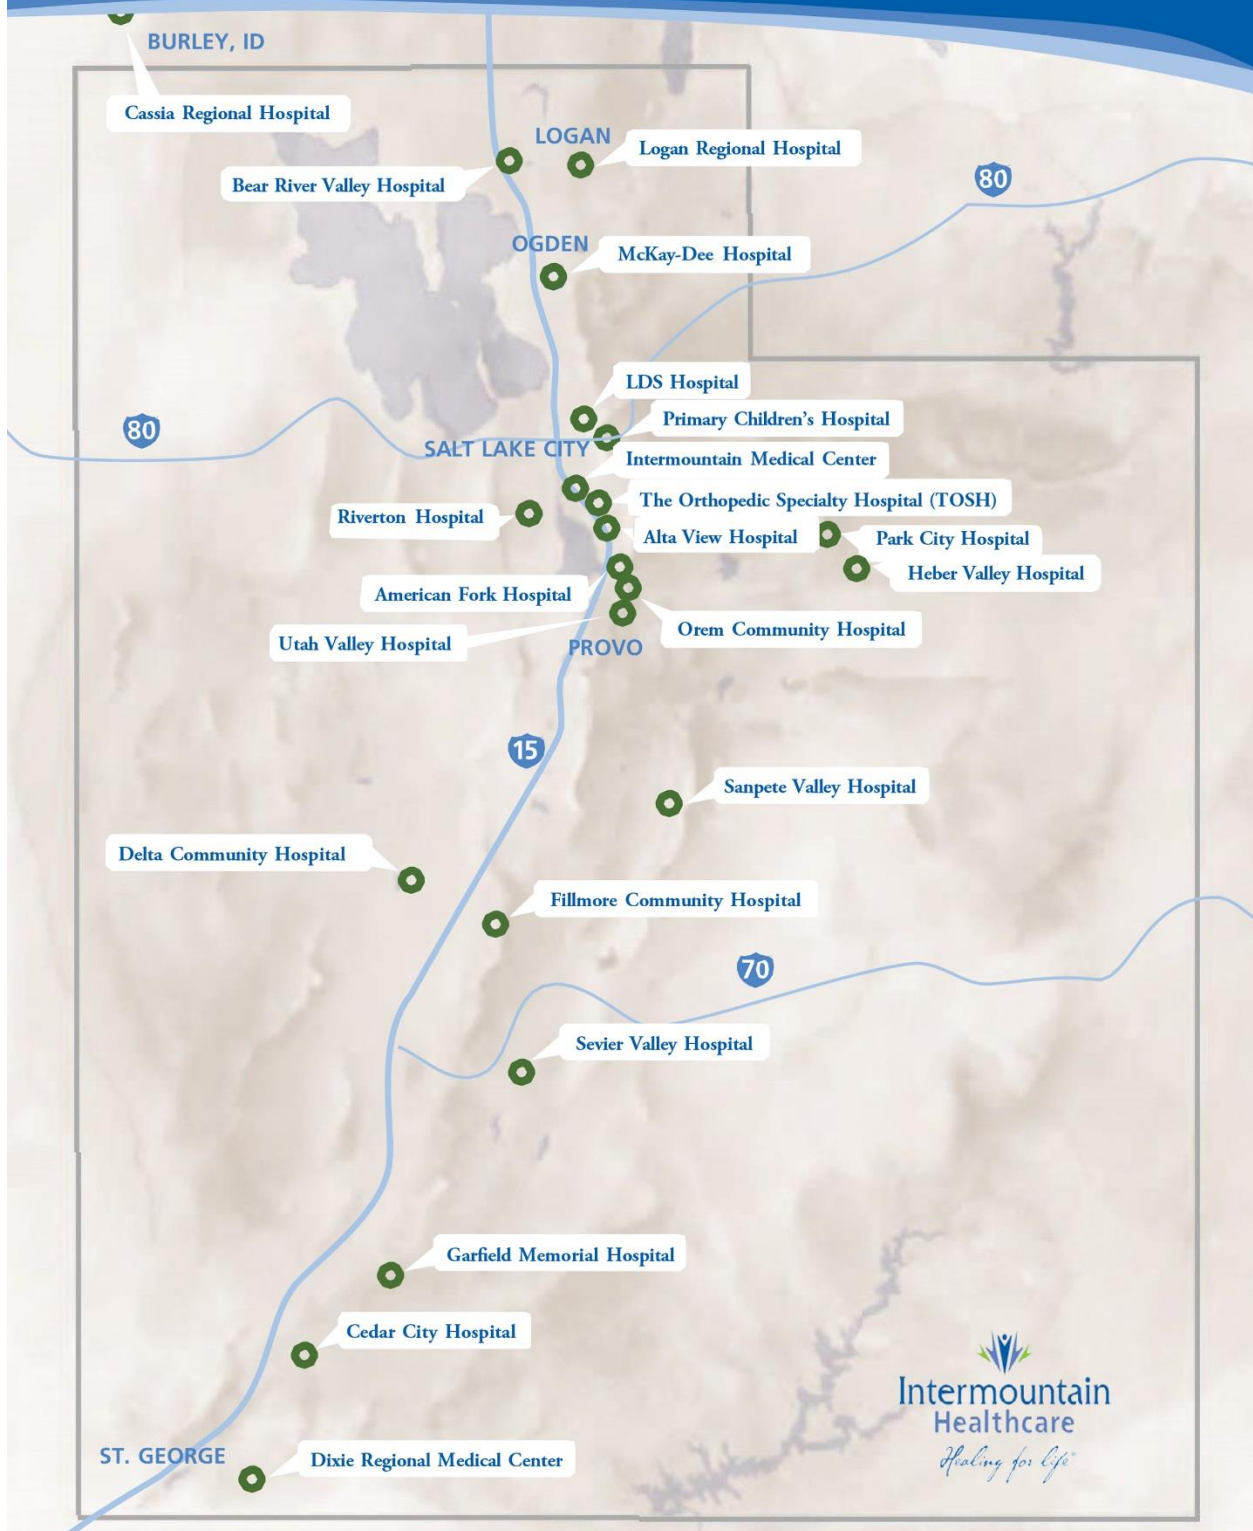 BURLEY, ID
Cassia Regional Hospital
LOGAN
Logan Regional Hospital
Bear River Valley Hospital
80
OGDEN
McKay-Dee Hospital
LDS Hospital
Primary Children's Hospital
80
SALT LAKE CITY
Intermountain Medical Center
The Orthopedic Specialty Hospital (TOSH)
Riverton Hospital
Alta View Hospital
Park City Hospital
Heber Valley Hospital
American Fork Hospital
Orem Community Hospital
Utah Valley Hospital
PROVO
15
Sanpete Valley Hospital
Delta Community Hospital
Fillmore Community Hospital
70
Sevier Valley Hospital
Garfield Memorial Hospital
Cedar City Hospital
Intermountain
Healthcare
Healing for life
ST. GEORGE
Dixie Regional Medical Center